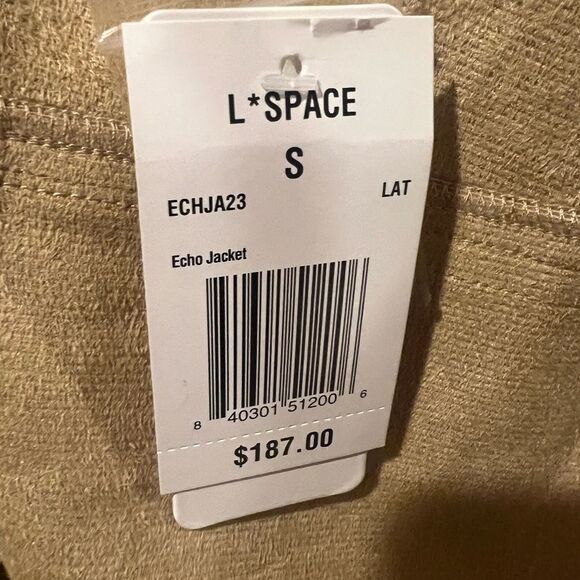 L*SPACE
S
ECHJA23 LAT
Echo Jacket
8 40301 51200 6
$187.00